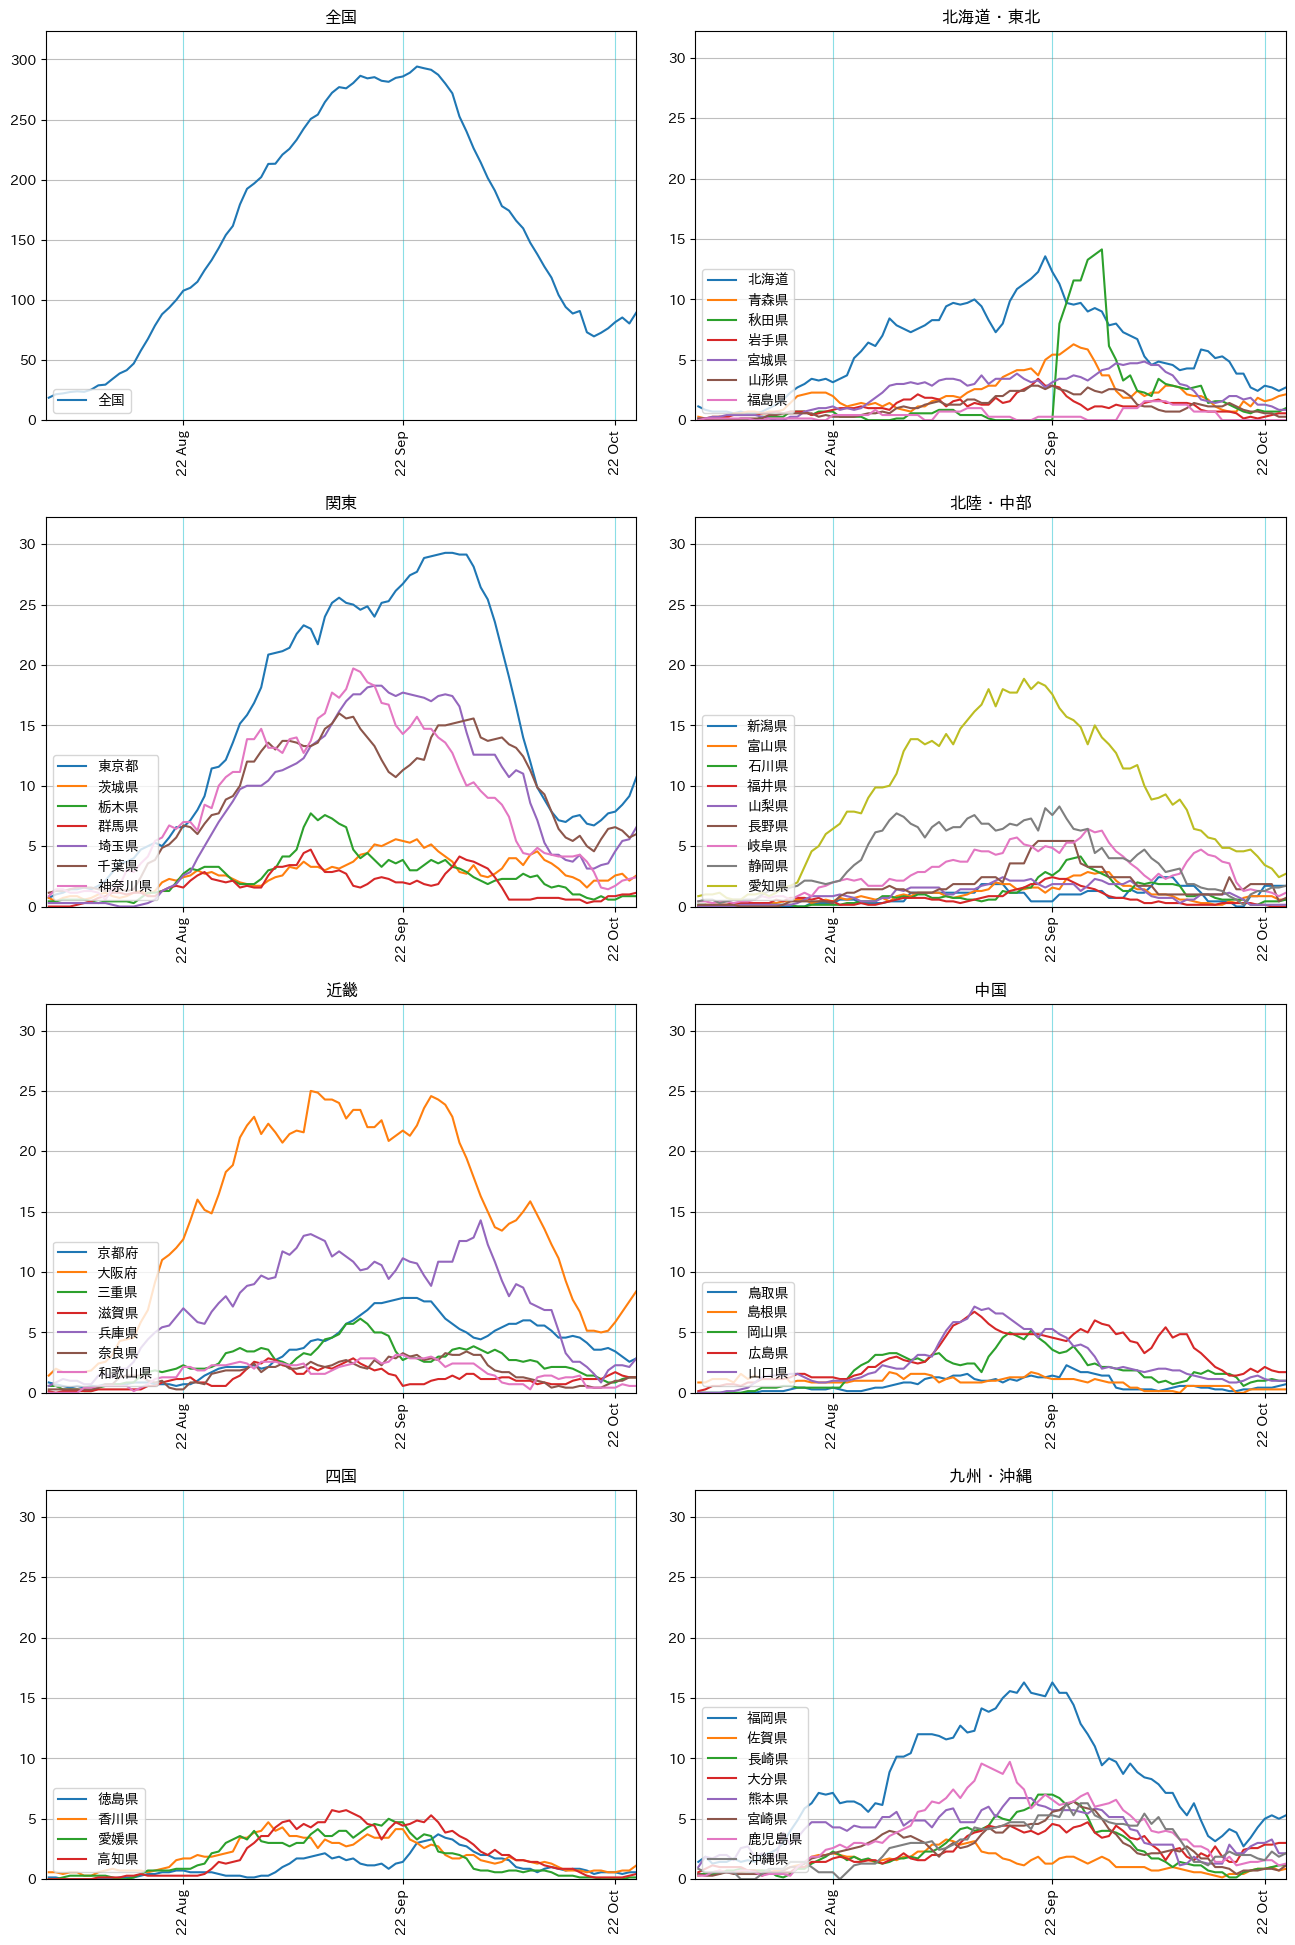 全国
300
250
200
150
100
50
0
全国
22 Aug
22 Sep
22 Oct
北海道・東北
30
25
20
15
10
5
0
北海道
青森県
秋田県
岩手県
宮城県
山形県
福島県
22 Aug
22 Sep
22 Oct
関東
30
25
20
15
10
5
0
東京都
茨城県
栃木県
群馬県
埼玉県
千葉県
神奈川県
22 Aug
22 Sep
22 Oct
北陸・中部
30
25
20
15
10
5
0
新潟県
富山県
石川県
福井県
山梨県
長野県
岐阜県
静岡県
愛知県
22 Aug
22 Sep
22 Oct
近畿
30
25
20
15
10
5
0
京都府
大阪府
三重県
滋賀県
兵庫県
奈良県
和歌山県
22 Aug
22 Sep
22 Oct
中国
30
25
20
15
10
5
0
鳥取県
島根県
岡山県
広島県
山口県
22 Aug
22 Sep
22 Oct
四国
30
25
20
15
10
5
0
徳島県
香川県
愛媛県
高知県
22 Aug
22 Sep
22 Oct
九州・沖縄
30
25
20
15
10
5
0
福岡県
佐賀県
長崎県
大分県
熊本県
宮崎県
鹿児島県
沖縄県
22 Aug
22 Sep
22 Oct